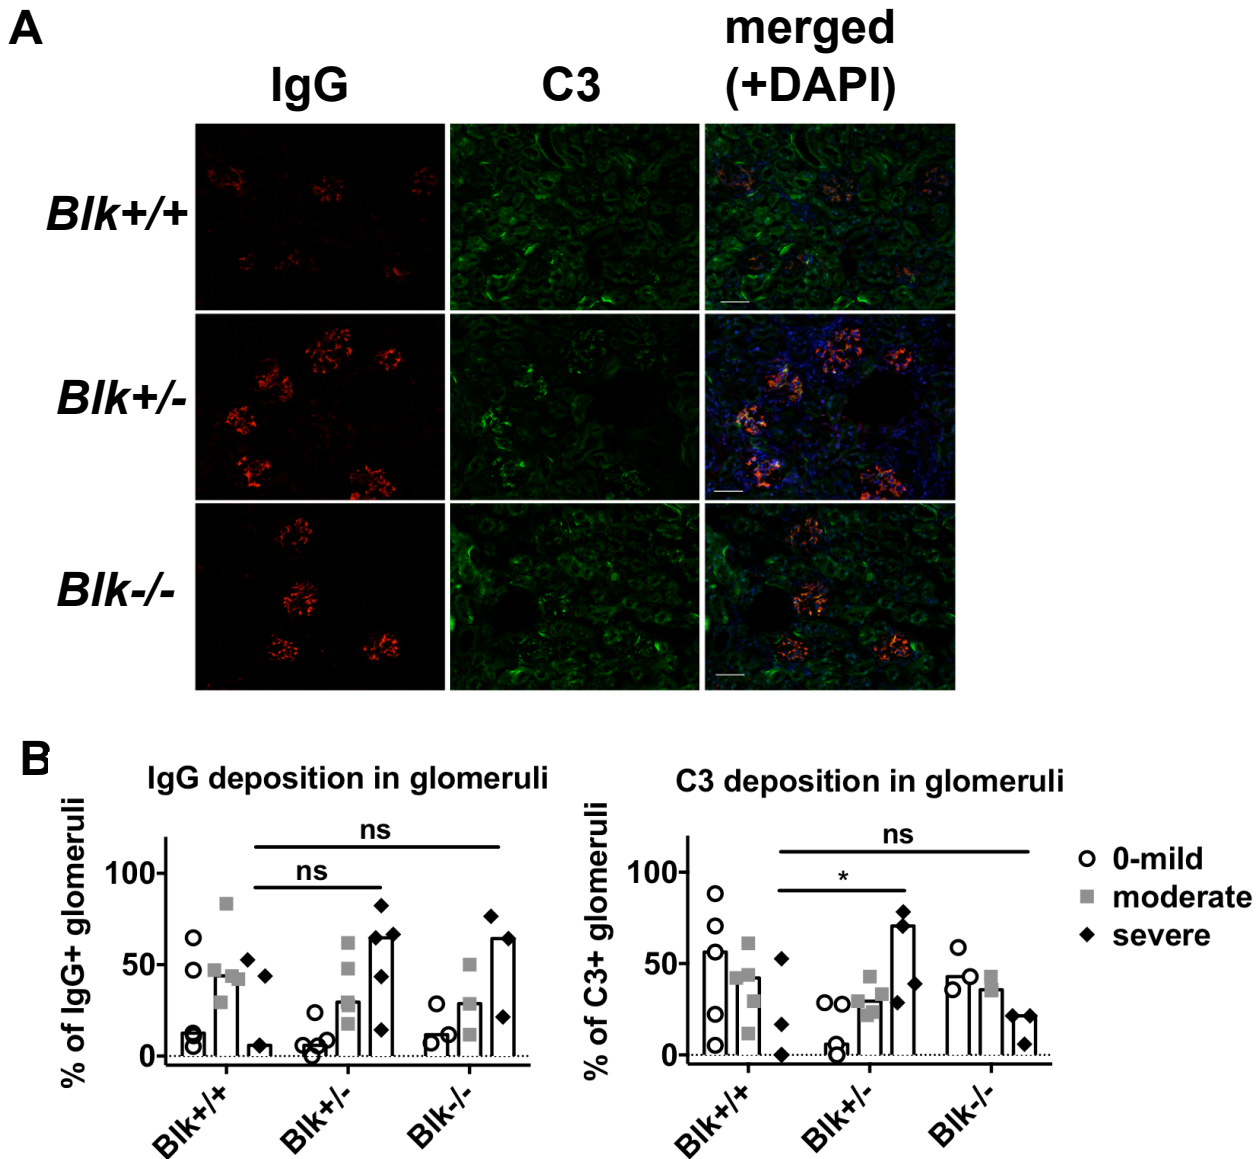 A
IgG
C3
merged
(+DAPI)
Blk+/+
Blk+/-
Blk-/-
B
IgG deposition in glomeruli
% of IgG+ glomeruli
100
50
0
ns
ns
Blk+/+
Blk+/-
Blk-/-
C3 deposition in glomeruli
% of C3+ glomeruli
100
50
0
ns
*
Blk+/+
Blk+/-
Blk-/-
0-mild
moderate
severe